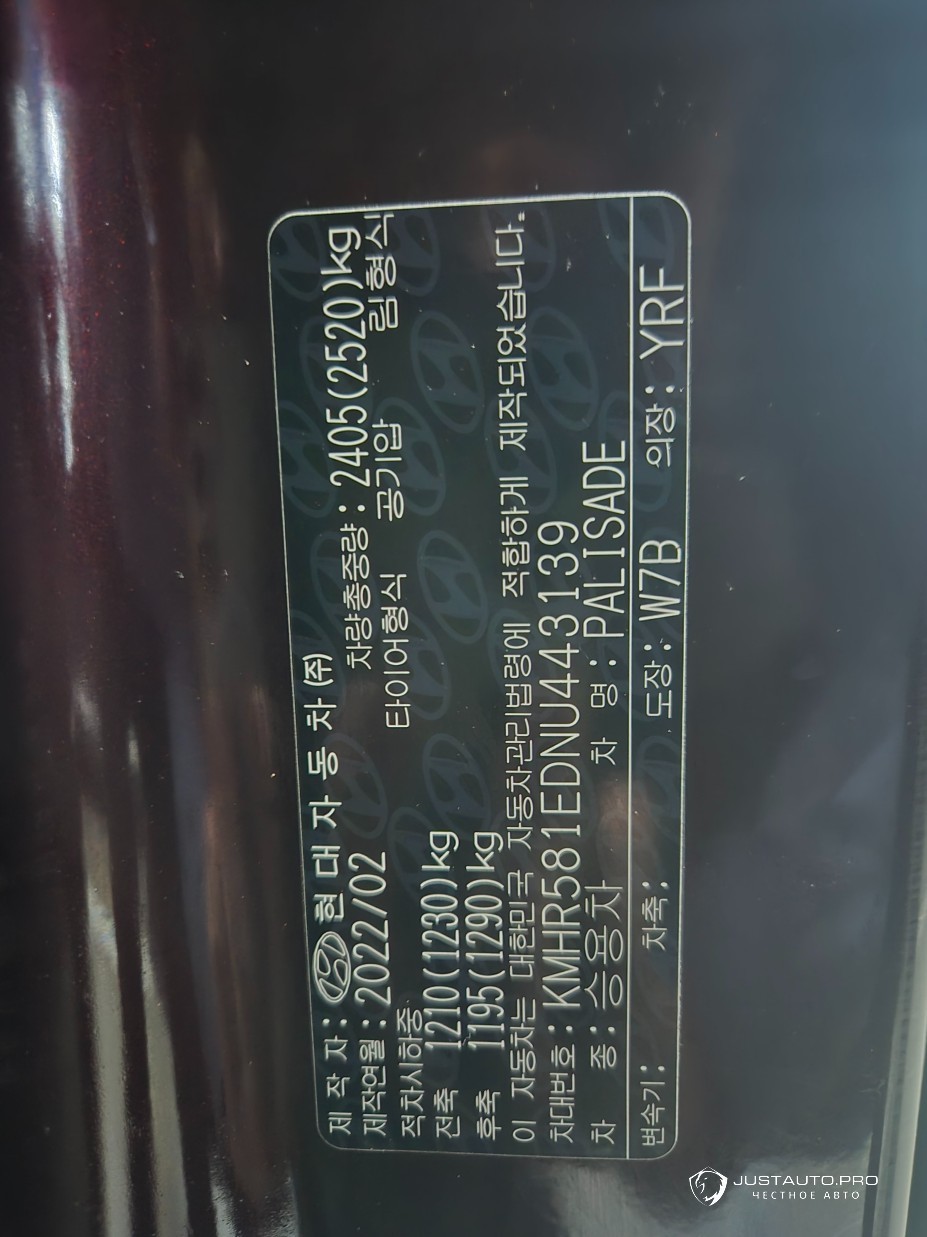 제 작 자 : 현 대 자 동 차 (주)
제작연월 : 2022/02 차량총중량 : 2405(2520)kg
적차시하중 타이어형식 공기압 림형식
전축 1210(1230)kg
후축 1195(1290)kg
이 자동차는 대한민국 자동차관리법령에 적합하게 제작되었습니다.
차대번호 : KMHR581EDNU443139
차 종 : 승용차 차 명 : PALISADE
변속기 : 차축 : 도장 : W7B 의장 : YRF
JUSTAUTO.PRO
ЧЕСТНОЕ АВТО